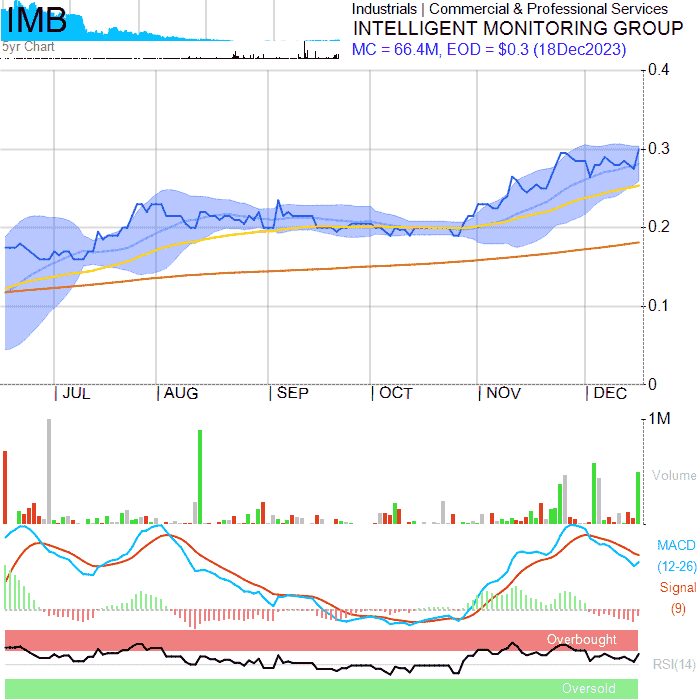 IMB
5yr Chart
Industrials | Commercial & Professional Services
INTELLIGENT MONITORING GROUP
MC = 66.4M, EOD = $0.3 (18Dec2023)
0.4
0.3
0.2
0.1
0
JUL AUG SEP OCT NOV DEC
1M
Volume
MACD
(12-26)
Signal
(9)
Overbought
RSI(14)
Oversold